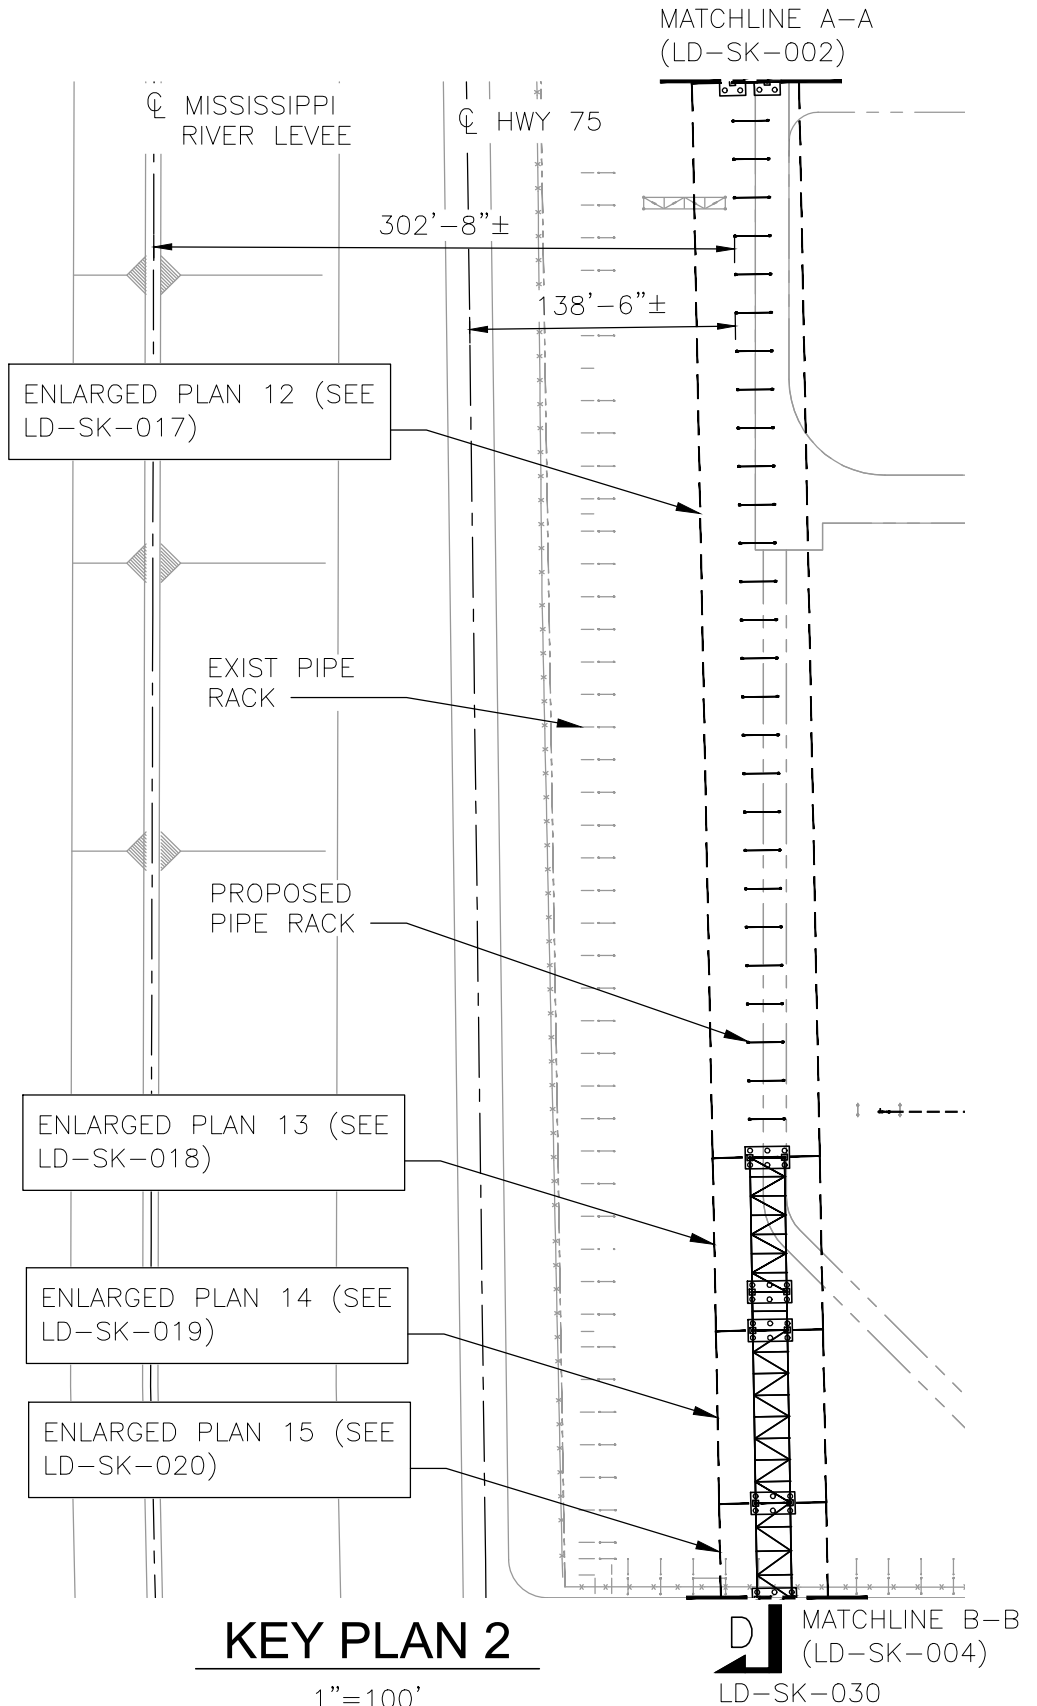 MATCHLINE A-A
(LD-SK-002)
℄ MISSISSIPPI
RIVER LEVEE
℄ HWY 75
302'-8"±
138'-6"±
ENLARGED PLAN 12 (SEE
LD-SK-017)
EXIST PIPE
RACK
PROPOSED
PIPE RACK
ENLARGED PLAN 13 (SEE
LD-SK-018)
ENLARGED PLAN 14 (SEE
LD-SK-019)
ENLARGED PLAN 15 (SEE
LD-SK-020)
KEY PLAN 2
1"=100'
D
MATCHLINE B-B
(LD-SK-004)
LD-SK-030